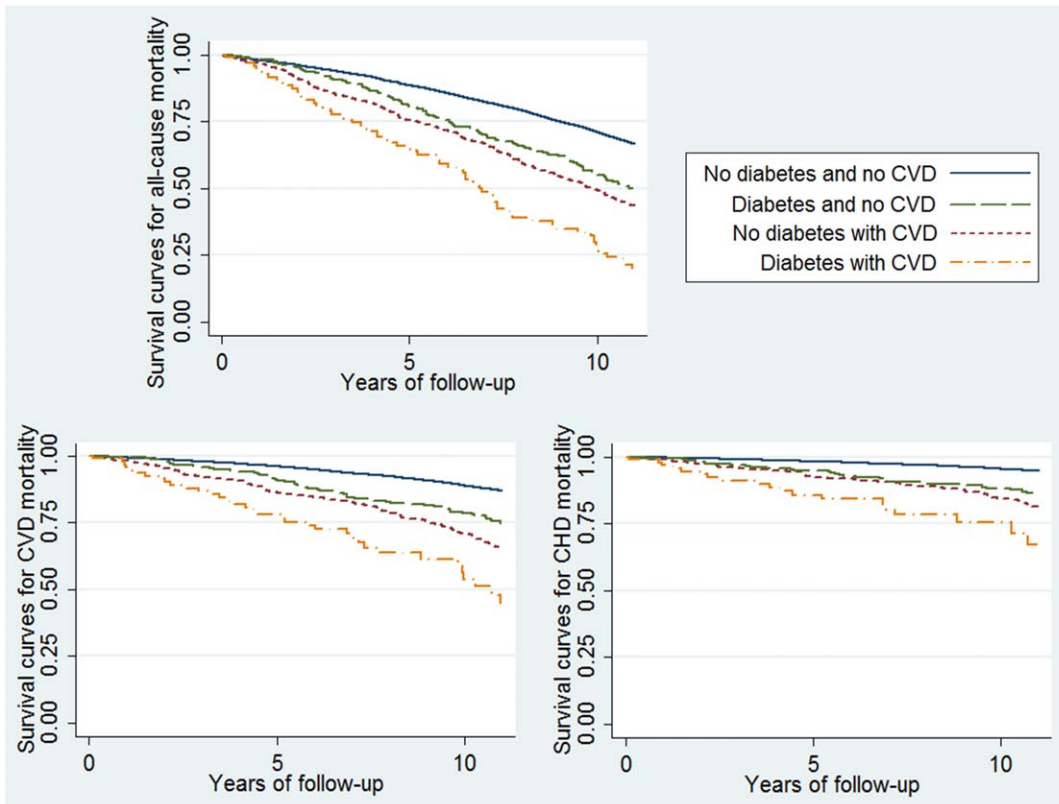 Survival curves for all-cause mortality
1.00
0.75
0.50
0.25
0.00
0
5
10
Years of follow-up
No diabetes and no CVD
Diabetes and no CVD
No diabetes with CVD
Diabetes with CVD
Survival curves for CVD mortality
1.00
0.75
0.50
0.25
0.00
0
5
10
Years of follow-up
Survival curves for CHD mortality
1.00
0.75
0.50
0.25
0.00
0
5
10
Years of follow-up